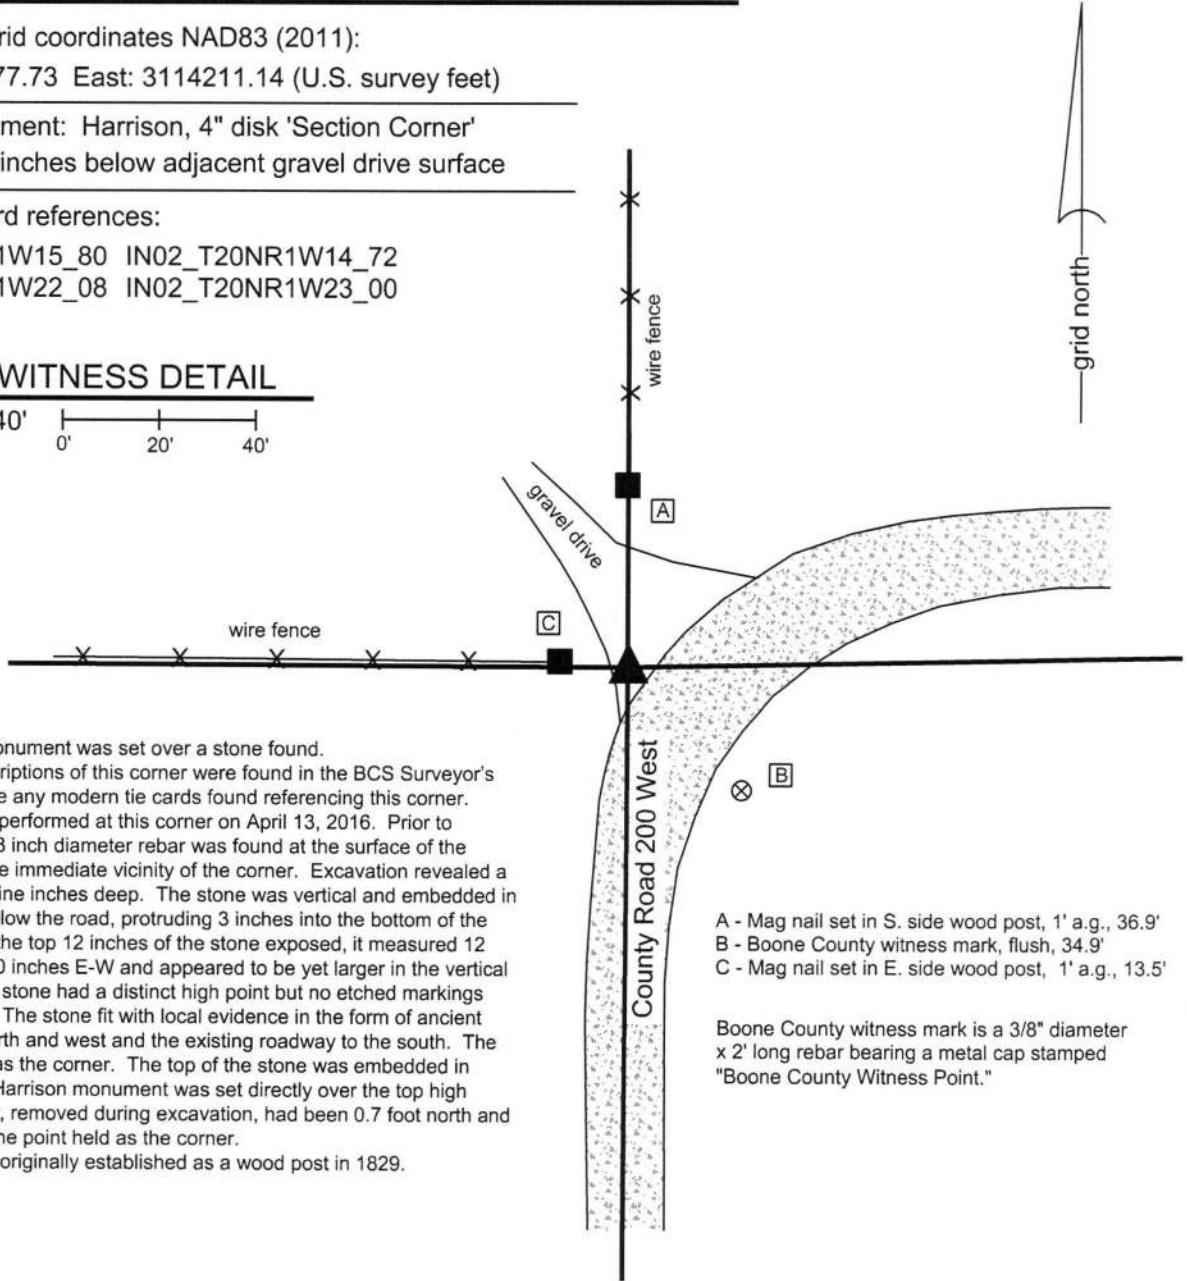 rid coordinates NAD83 (2011):
77.73 East: 3114211.14 (U.S. survey feet)
ment: Harrison, 4" disk 'Section Corner'
inches below adjacent gravel drive surface
rd references:
1W15_80 IN02_T20NR1W14_72
1W22_08 IN02_T20NR1W23_00
WITNESS DETAIL
40'
0' 20' 40'
wire fence
grid north
gravel drive
A
C
wire fence
B
County Road 200 West
onument was set over a stone found.
riptions of this corner were found in the BCS Surveyor's
e any modern tie cards found referencing this corner.
performed at this corner on April 13, 2016. Prior to
8 inch diameter rebar was found at the surface of the
e immediate vicinity of the corner. Excavation revealed a
ine inches deep. The stone was vertical and embedded in
low the road, protruding 3 inches into the bottom of the
the top 12 inches of the stone exposed, it measured 12
0 inches E-W and appeared to be yet larger in the vertical
stone had a distinct high point but no etched markings
The stone fit with local evidence in the form of ancient
rth and west and the existing roadway to the south. The
as the corner. The top of the stone was embedded in
Harrison monument was set directly over the top high
, removed during excavation, had been 0.7 foot north and
he point held as the corner.
originally established as a wood post in 1829.
A - Mag nail set in S. side wood post, 1' a.g., 36.9'
B - Boone County witness mark, flush, 34.9'
C - Mag nail set in E. side wood post, 1' a.g., 13.5'
Boone County witness mark is a 3/8" diameter
x 2' long rebar bearing a metal cap stamped
"Boone County Witness Point."